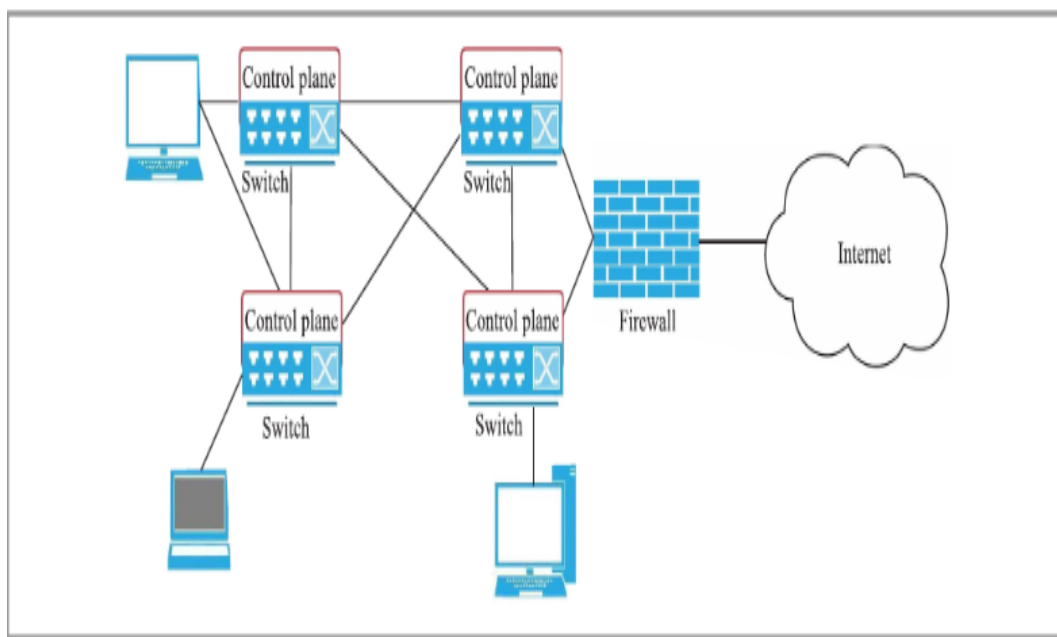 Control plane
Control plane
Switch
Switch
Internet
Firewall
Control plane
Control plane
Switch
Switch